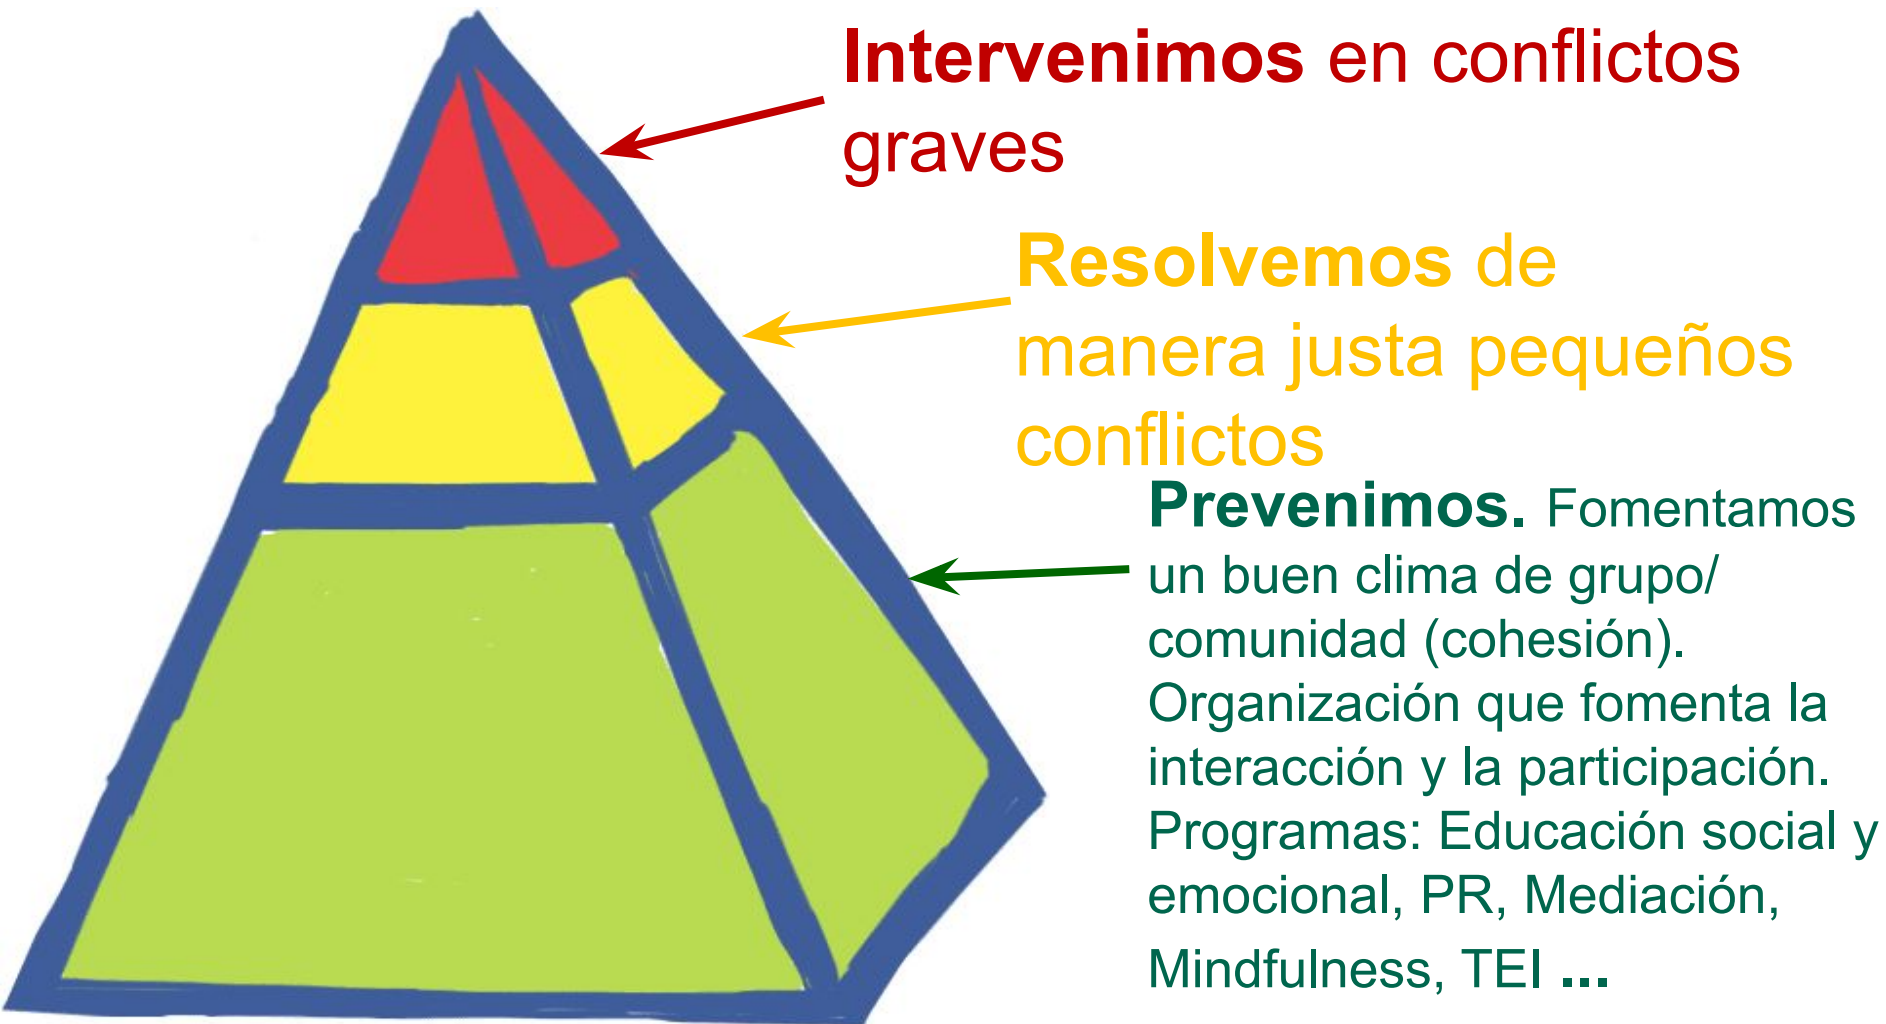 Intervenimos en conflictos
graves
Resolvemos de
manera justa pequeños
conflictos
Prevenimos. Fomentamos
un buen clima de grupo/
comunidad (cohesión).
Organización que fomenta la
interacción y la participación.
Programas: Educación social y
emocional, PR, Mediación,
Mindfulness, TEI ...